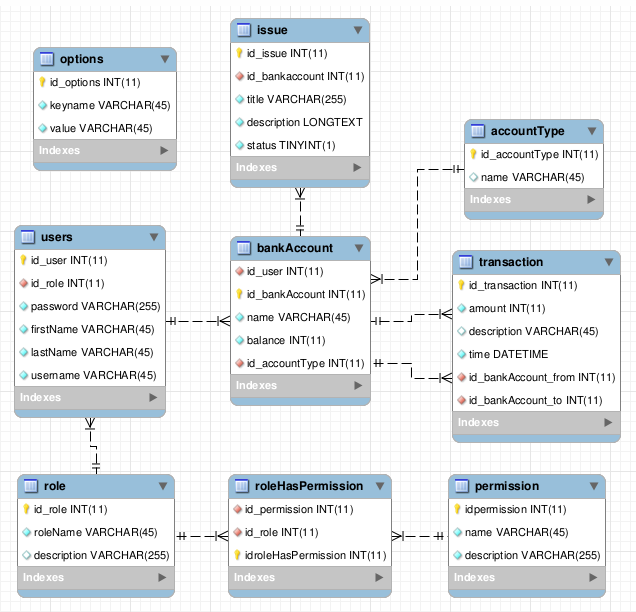 options
id_options INT(11)
keyname VARCHAR(45)
value VARCHAR(45)
Indexes
issue
id_issue INT(11)
id_bankaccount INT(11)
title VARCHAR(255)
description LONGTEXT
status TINYINT(1)
Indexes
accountType
id_accountType INT(11)
name VARCHAR(45)
Indexes
users
id_user INT(11)
id_role INT(11)
password VARCHAR(255)
firstName VARCHAR(45)
lastName VARCHAR(45)
username VARCHAR(45)
Indexes
bankAccount
id_user INT(11)
id_bankAccount INT(11)
name VARCHAR(45)
balance INT(11)
id_accountType INT(11)
Indexes
transaction
id_transaction INT(11)
amount INT(11)
description VARCHAR(45)
time DATETIME
id_bankAccount_from INT(11)
id_bankAccount_to INT(11)
Indexes
role
id_role INT(11)
roleName VARCHAR(45)
description VARCHAR(255)
Indexes
roleHasPermission
id_permission INT(11)
id_role INT(11)
idroleHasPermission INT(11)
Indexes
permission
idpermission INT(11)
name VARCHAR(45)
description VARCHAR(255)
Indexes